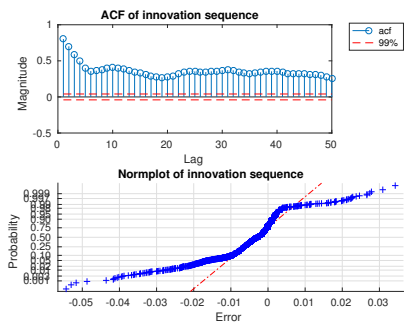 ACF of innovation sequence
1
0.5
0
-0.5
Magnitude
0 10 20 30 40 50
Lag
acf
99%
Normplot of innovation sequence
0.999
0.997
0.90
0.75
0.50
0.25
0.10
0.003
0.001
Probability
-0.05 -0.04 -0.03 -0.02 -0.01 0 0.01 0.02 0.03
Error